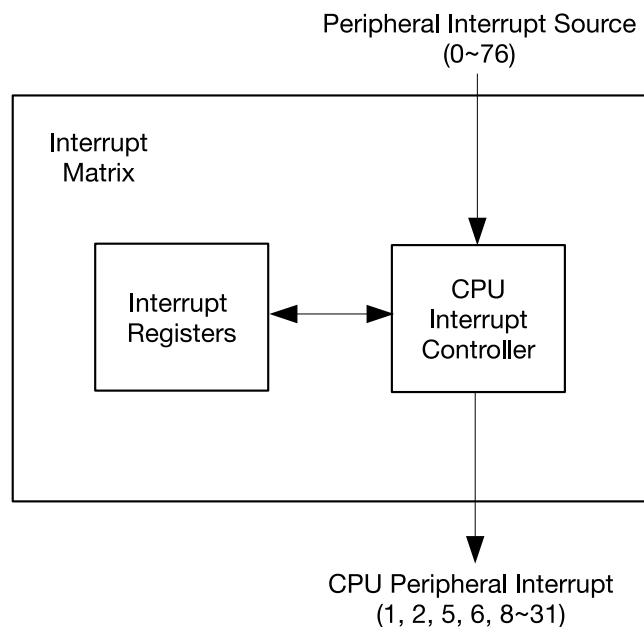 Peripheral Interrupt Source
(0~76)
Interrupt
Matrix
Interrupt
Registers
CPU
Interrupt
Controller
CPU Peripheral Interrupt
(1, 2, 5, 6, 8~31)